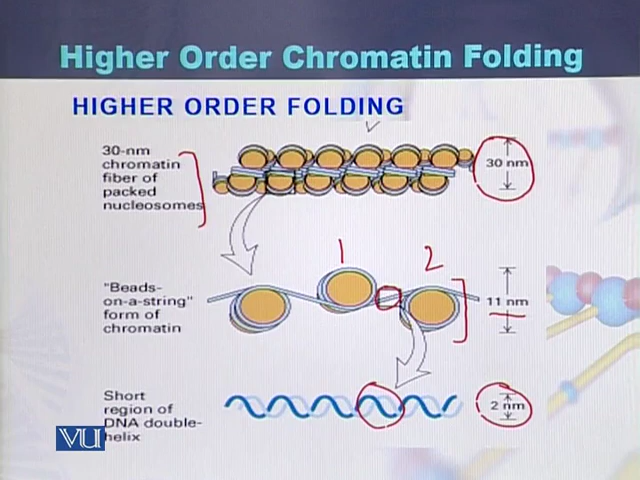 Higher Order Chromatin Folding
HIGHER ORDER FOLDING
30-nm
chromatin
fiber of
packed
nucleosomes
30 nm
1
2
"Beads-
on-a-string"
form of
chromatin
11 nm
Short
region of
DNA double-
helix
2 nm
VU